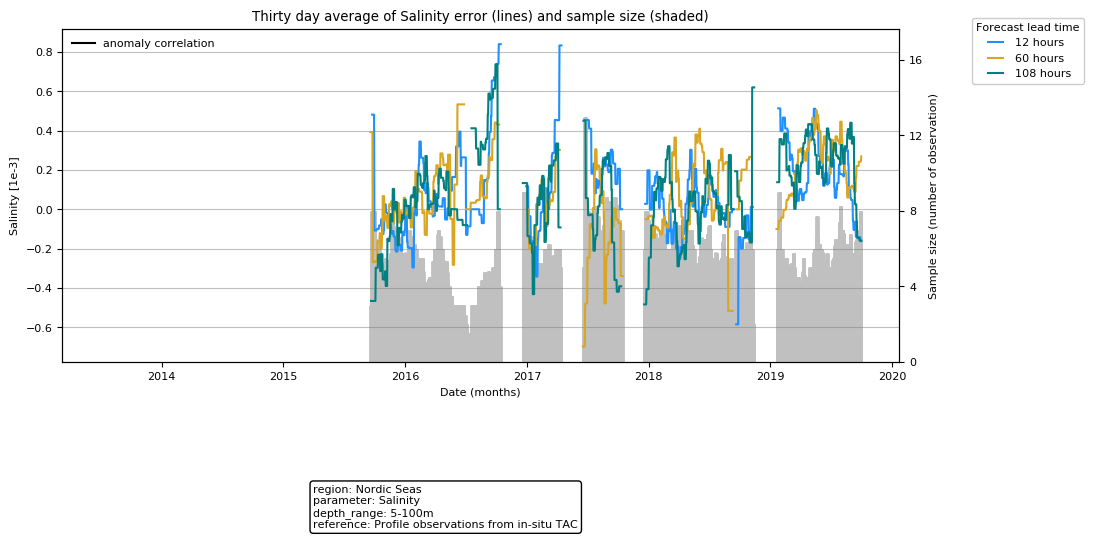 Thirty day average of Salinity error (lines) and sample size (shaded)
Forecast lead time
12 hours
60 hours
108 hours
anomaly correlation
Salinity [1e-3]
0.8
0.6
0.4
0.2
0.0
−0.2
−0.4
−0.6
Sample size (number of observation)
16
12
8
4
0
2014 2015 2016 2017 2018 2019 2020
Date (months)
region: Nordic Seas
parameter: Salinity
depth_range: 5-100m
reference: Profile observations from in-situ TAC